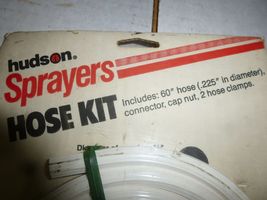 hudson®
Sprayers
HOSE KIT
Includes: 60" hose (.225" in diameter),
connector, cap nut, 2 hose clamps.